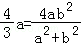 4/3 a = 4ab²/(a²+b²)